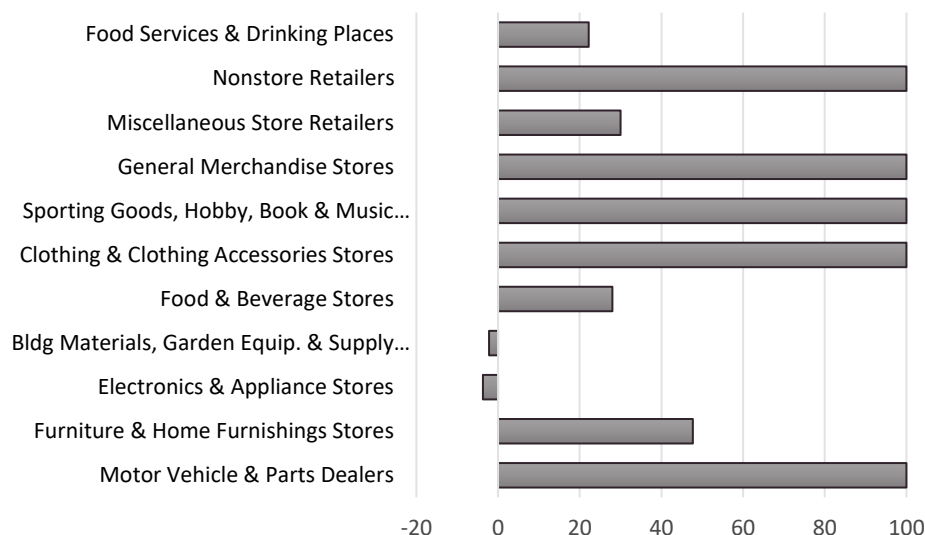 Food Services & Drinking Places
Nonstore Retailers
Miscellaneous Store Retailers
General Merchandise Stores
Sporting Goods, Hobby, Book & Music...
Clothing & Clothing Accessories Stores
Food & Beverage Stores
Bldg Materials, Garden Equip. & Supply...
Electronics & Appliance Stores
Furniture & Home Furnishings Stores
Motor Vehicle & Parts Dealers
-20 0 20 40 60 80 100